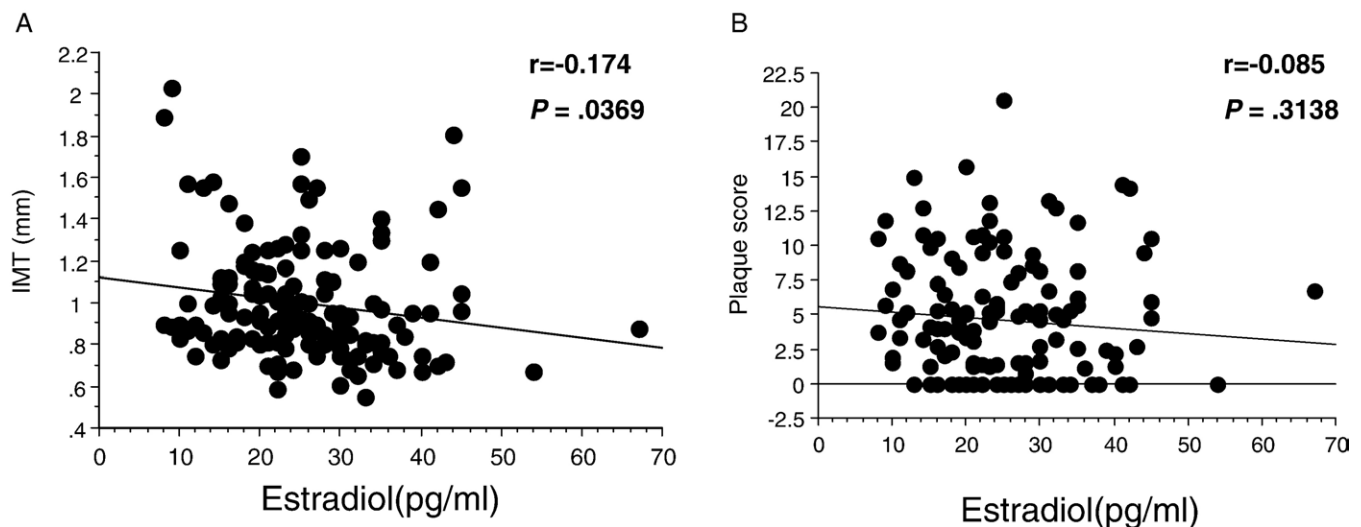 A
r=-0.174
P = .0369
2.2
2
1.8
1.6
1.4
1.2
1
.8
.6
.4
IMT (mm)
0 10 20 30 40 50 60 70
Estradiol(pg/ml)
B
r=-0.085
P = .3138
22.5
20
17.5
15
12.5
10
7.5
5
2.5
0
-2.5
Plaque score
0 10 20 30 40 50 60 70
Estradiol(pg/ml)